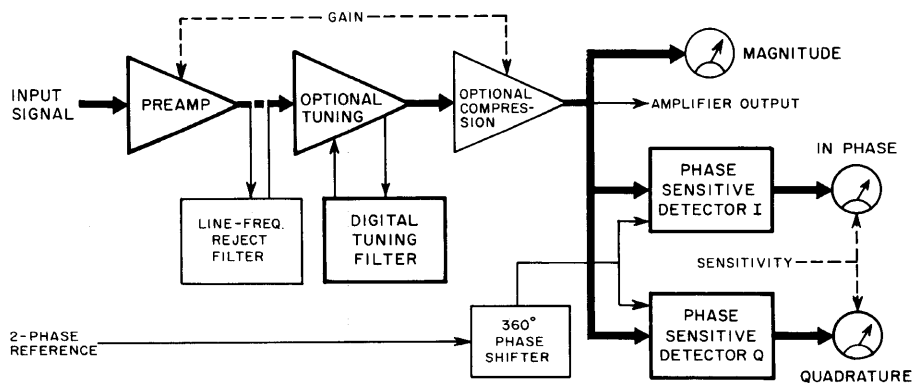 GAIN
INPUT
SIGNAL
PREAMP
OPTIONAL
TUNING
OPTIONAL
COMPRES-
SION
MAGNITUDE
AMPLIFIER OUTPUT
LINE-FREQ.
REJECT
FILTER
DIGITAL
TUNING
FILTER
PHASE
SENSITIVE
DETECTOR I
IN PHASE
SENSITIVITY
2-PHASE
REFERENCE
360°
PHASE
SHIFTER
PHASE
SENSITIVE
DETECTOR Q
QUADRATURE